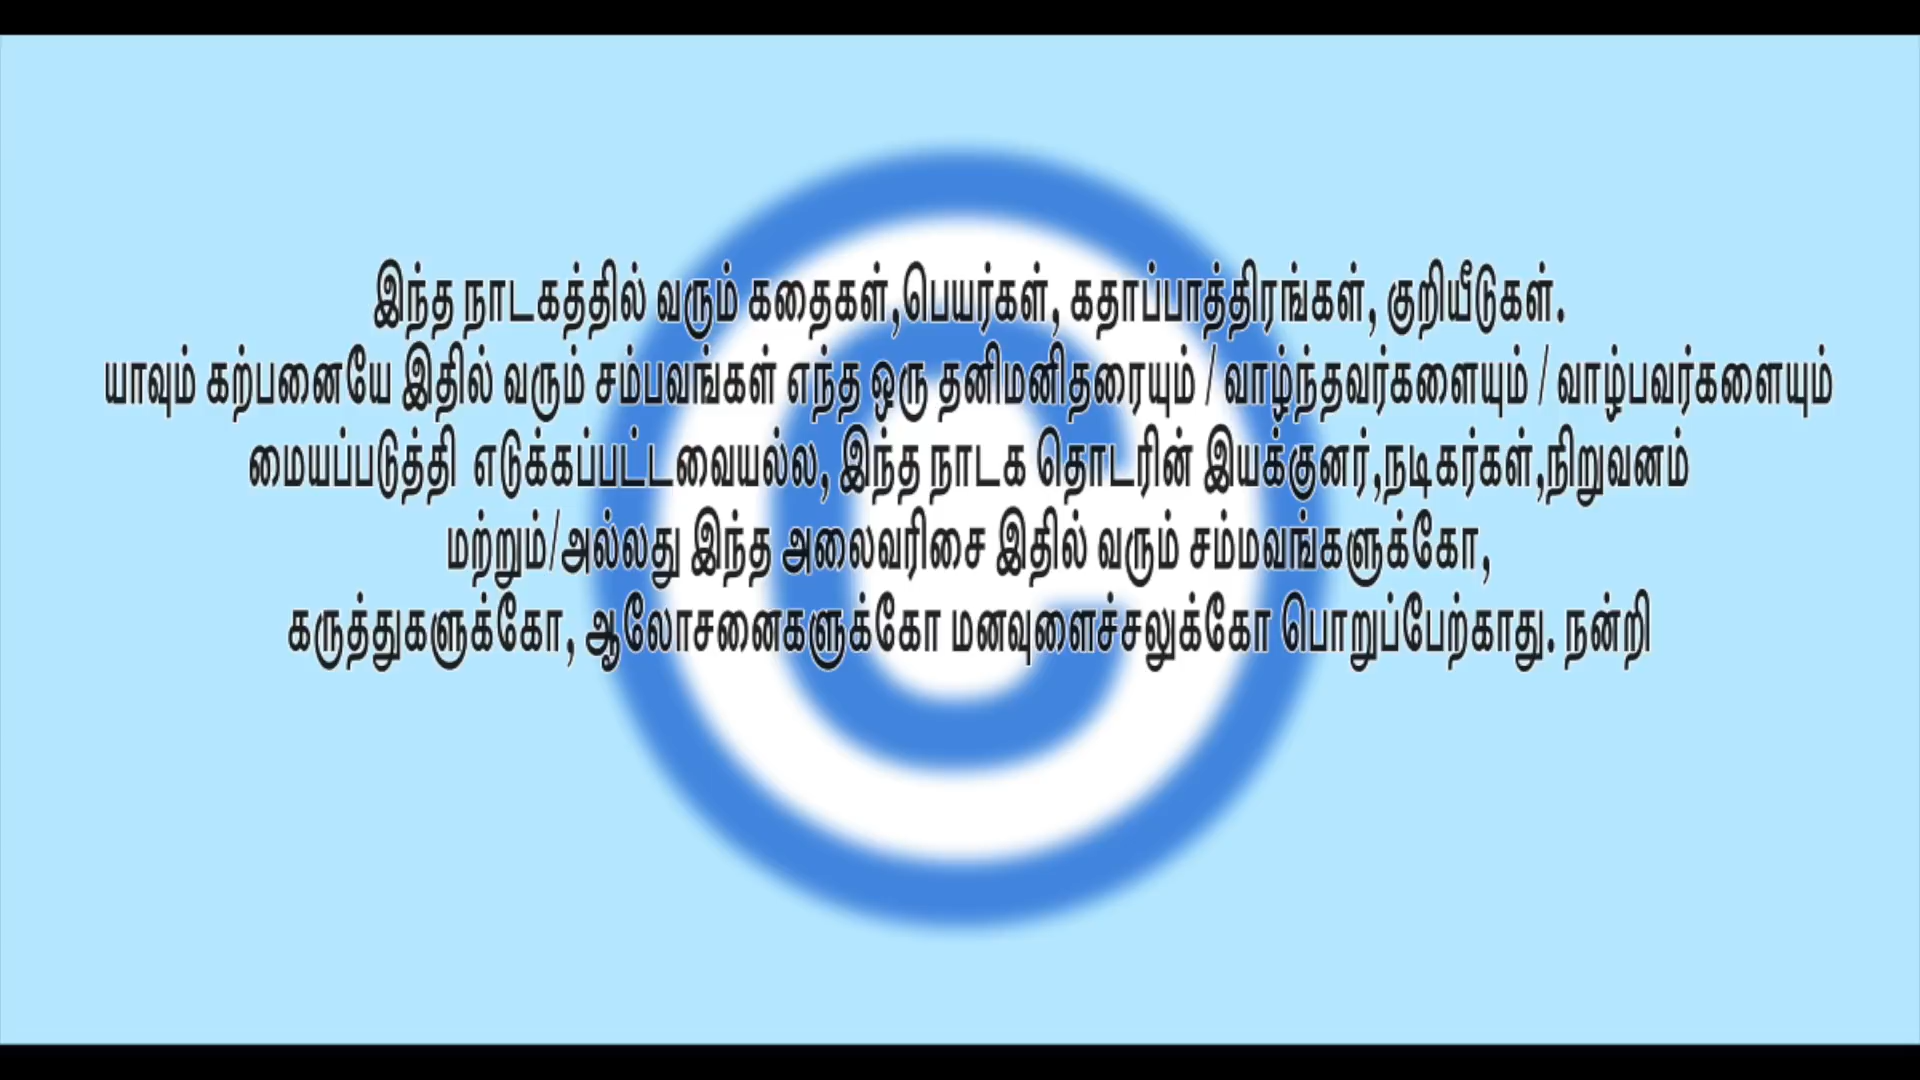 இந்த நாடகத்தில் வரும் கதைகள்,பெயர்கள், கதாப்பாத்திரங்கள், குறியீடுகள்.
யாவும் கற்பனையே இதில் வரும் சம்பவங்கள் எந்த ஒரு தனிமனிதரையும் / வாழ்ந்தவர்களையும் / வாழ்பவர்களையும்
மையப்படுத்தி எடுக்கப்பட்டவையல்ல, இந்த நாடக தொடரின் இயக்குனர்,நடிகர்கள்,நிறுவனம்
மற்றும்/அல்லது இந்த அலைவரிசை இதில் வரும் சம்மவங்களுக்கோ,
கருத்துகளுக்கோ, ஆலோசனைகளுக்கோ மனவுளைச்சலுக்கோ பொறுப்பேற்காது. நன்றி